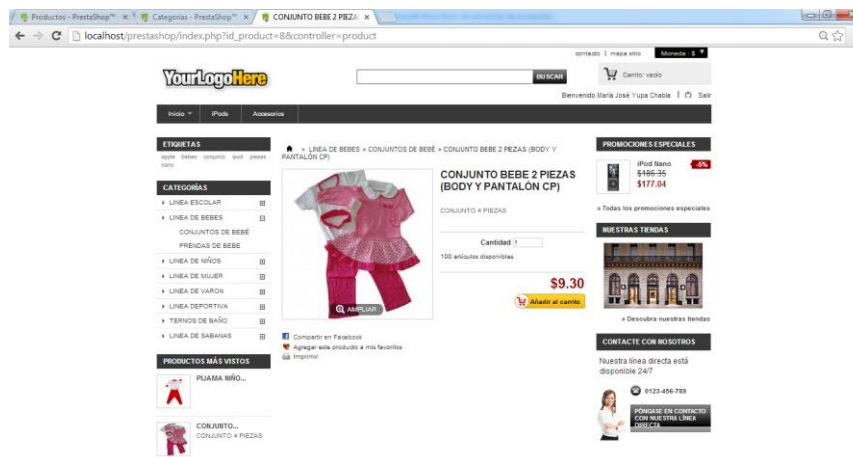 Productos - PrestaShop™
Categorías - PrestaShop™
CONJUNTO BEBE 2 PIEZA
localhost/prestashop/index.php?id_product=8&controller=product
contacto | mapa sitio
Moneda : $
YourLogoHere
BUSCAR
Carrito: vacío
Bienvenido María José Yupa Chabla | Salir
Inicio
iPods
Accesorios
ETIQUETAS
apple bebes conjunto ipod piezas
nano
CATEGORÍAS
LINEA ESCOLAR
LINEA DE BEBES
CONJUNTOS DE BEBÉ
PRENDAS DE BEBE
LINEA DE NIÑOS
LINEA DE MUJER
LINEA DE VARON
LINEA DEPORTIVA
TERNOS DE BAÑO
LINEA DE SABANAS
PRODUCTOS MÁS VISTOS
PIJAMA NIÑO...
CONJUNTO...
CONJUNTO 4 PIEZAS
> LINEA DE BEBES > CONJUNTOS DE BEBÉ > CONJUNTO BEBE 2 PIEZAS (BODY Y
PANTALÓN CP)
AMPLIAR
CONJUNTO BEBE 2 PIEZAS
(BODY Y PANTALÓN CP)
CONJUNTO 4 PIEZAS
Cantidad 1
100 artículos disponibles
$9.30
Añadir al carrito
Compartir en Facebook
Agregar este producto a mis favoritos
Imprimir
PROMOCIONES ESPECIALES
iPod Nano
-5%
$186.35
$177.04
» Todas los promociones especiales
NUESTRAS TIENDAS
» Descubra nuestras tiendas
CONTACTE CON NOSOTROS
Nuestra línea directa está
disponible 24/7
0123-456-789
PÓNGASE EN CONTACTO
CON NUESTRA LÍNEA
DIRECTA